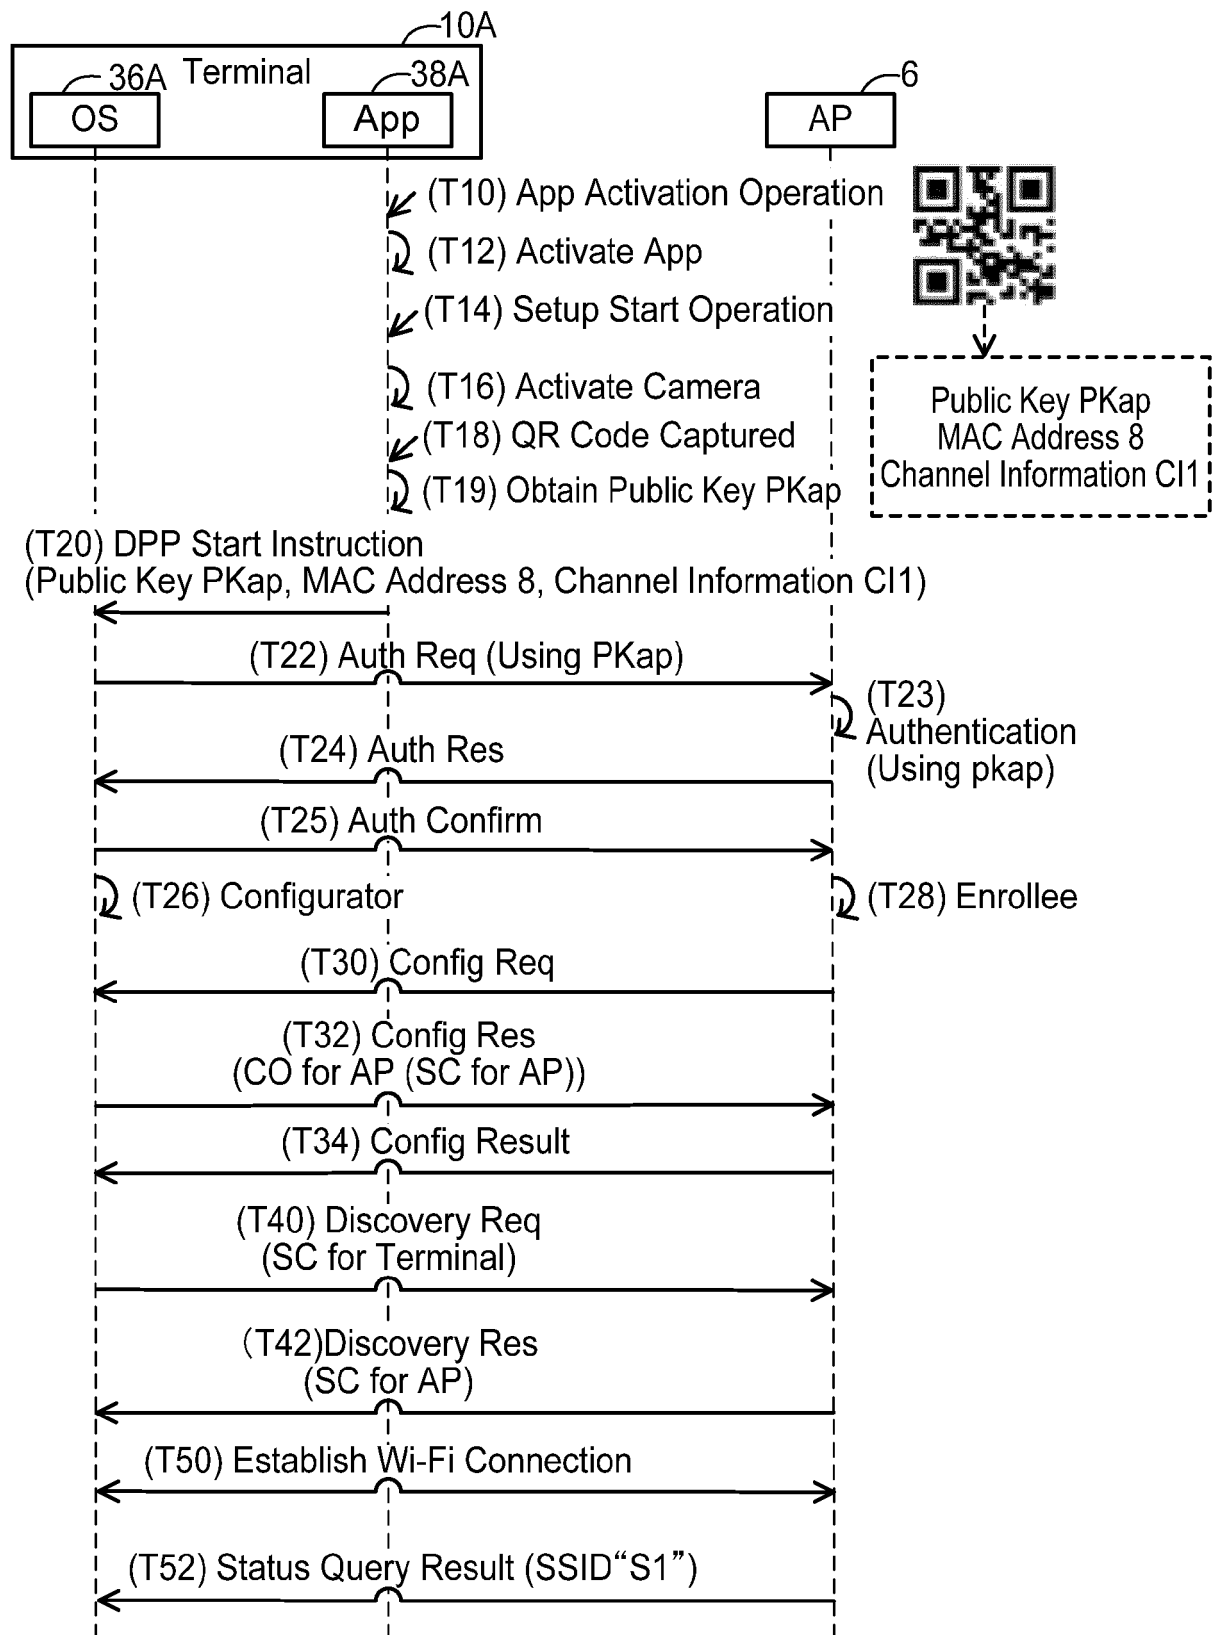 10A
36A
Terminal
38A
6
OS
App
AP
(T10) App Activation Operation
(T12) Activate App
(T14) Setup Start Operation
(T16) Activate Camera
Public Key PKap
MAC Address 8
Channel Information CI1
(T18) QR Code Captured
(T19) Obtain Public Key PKap
(T20) DPP Start Instruction
(Public Key PKap, MAC Address 8, Channel Information CI1)
(T22) Auth Req (Using PKap)
(T23)
Authentication
(Using pkap)
(T24) Auth Res
(T25) Auth Confirm
(T26) Configurator
(T28) Enrollee
(T30) Config Req
(T32) Config Res
(CO for AP (SC for AP))
(T34) Config Result
(T40) Discovery Req
(SC for Terminal)
(T42)Discovery Res
(SC for AP)
(T50) Establish Wi-Fi Connection
(T52) Status Query Result (SSID“S1”)